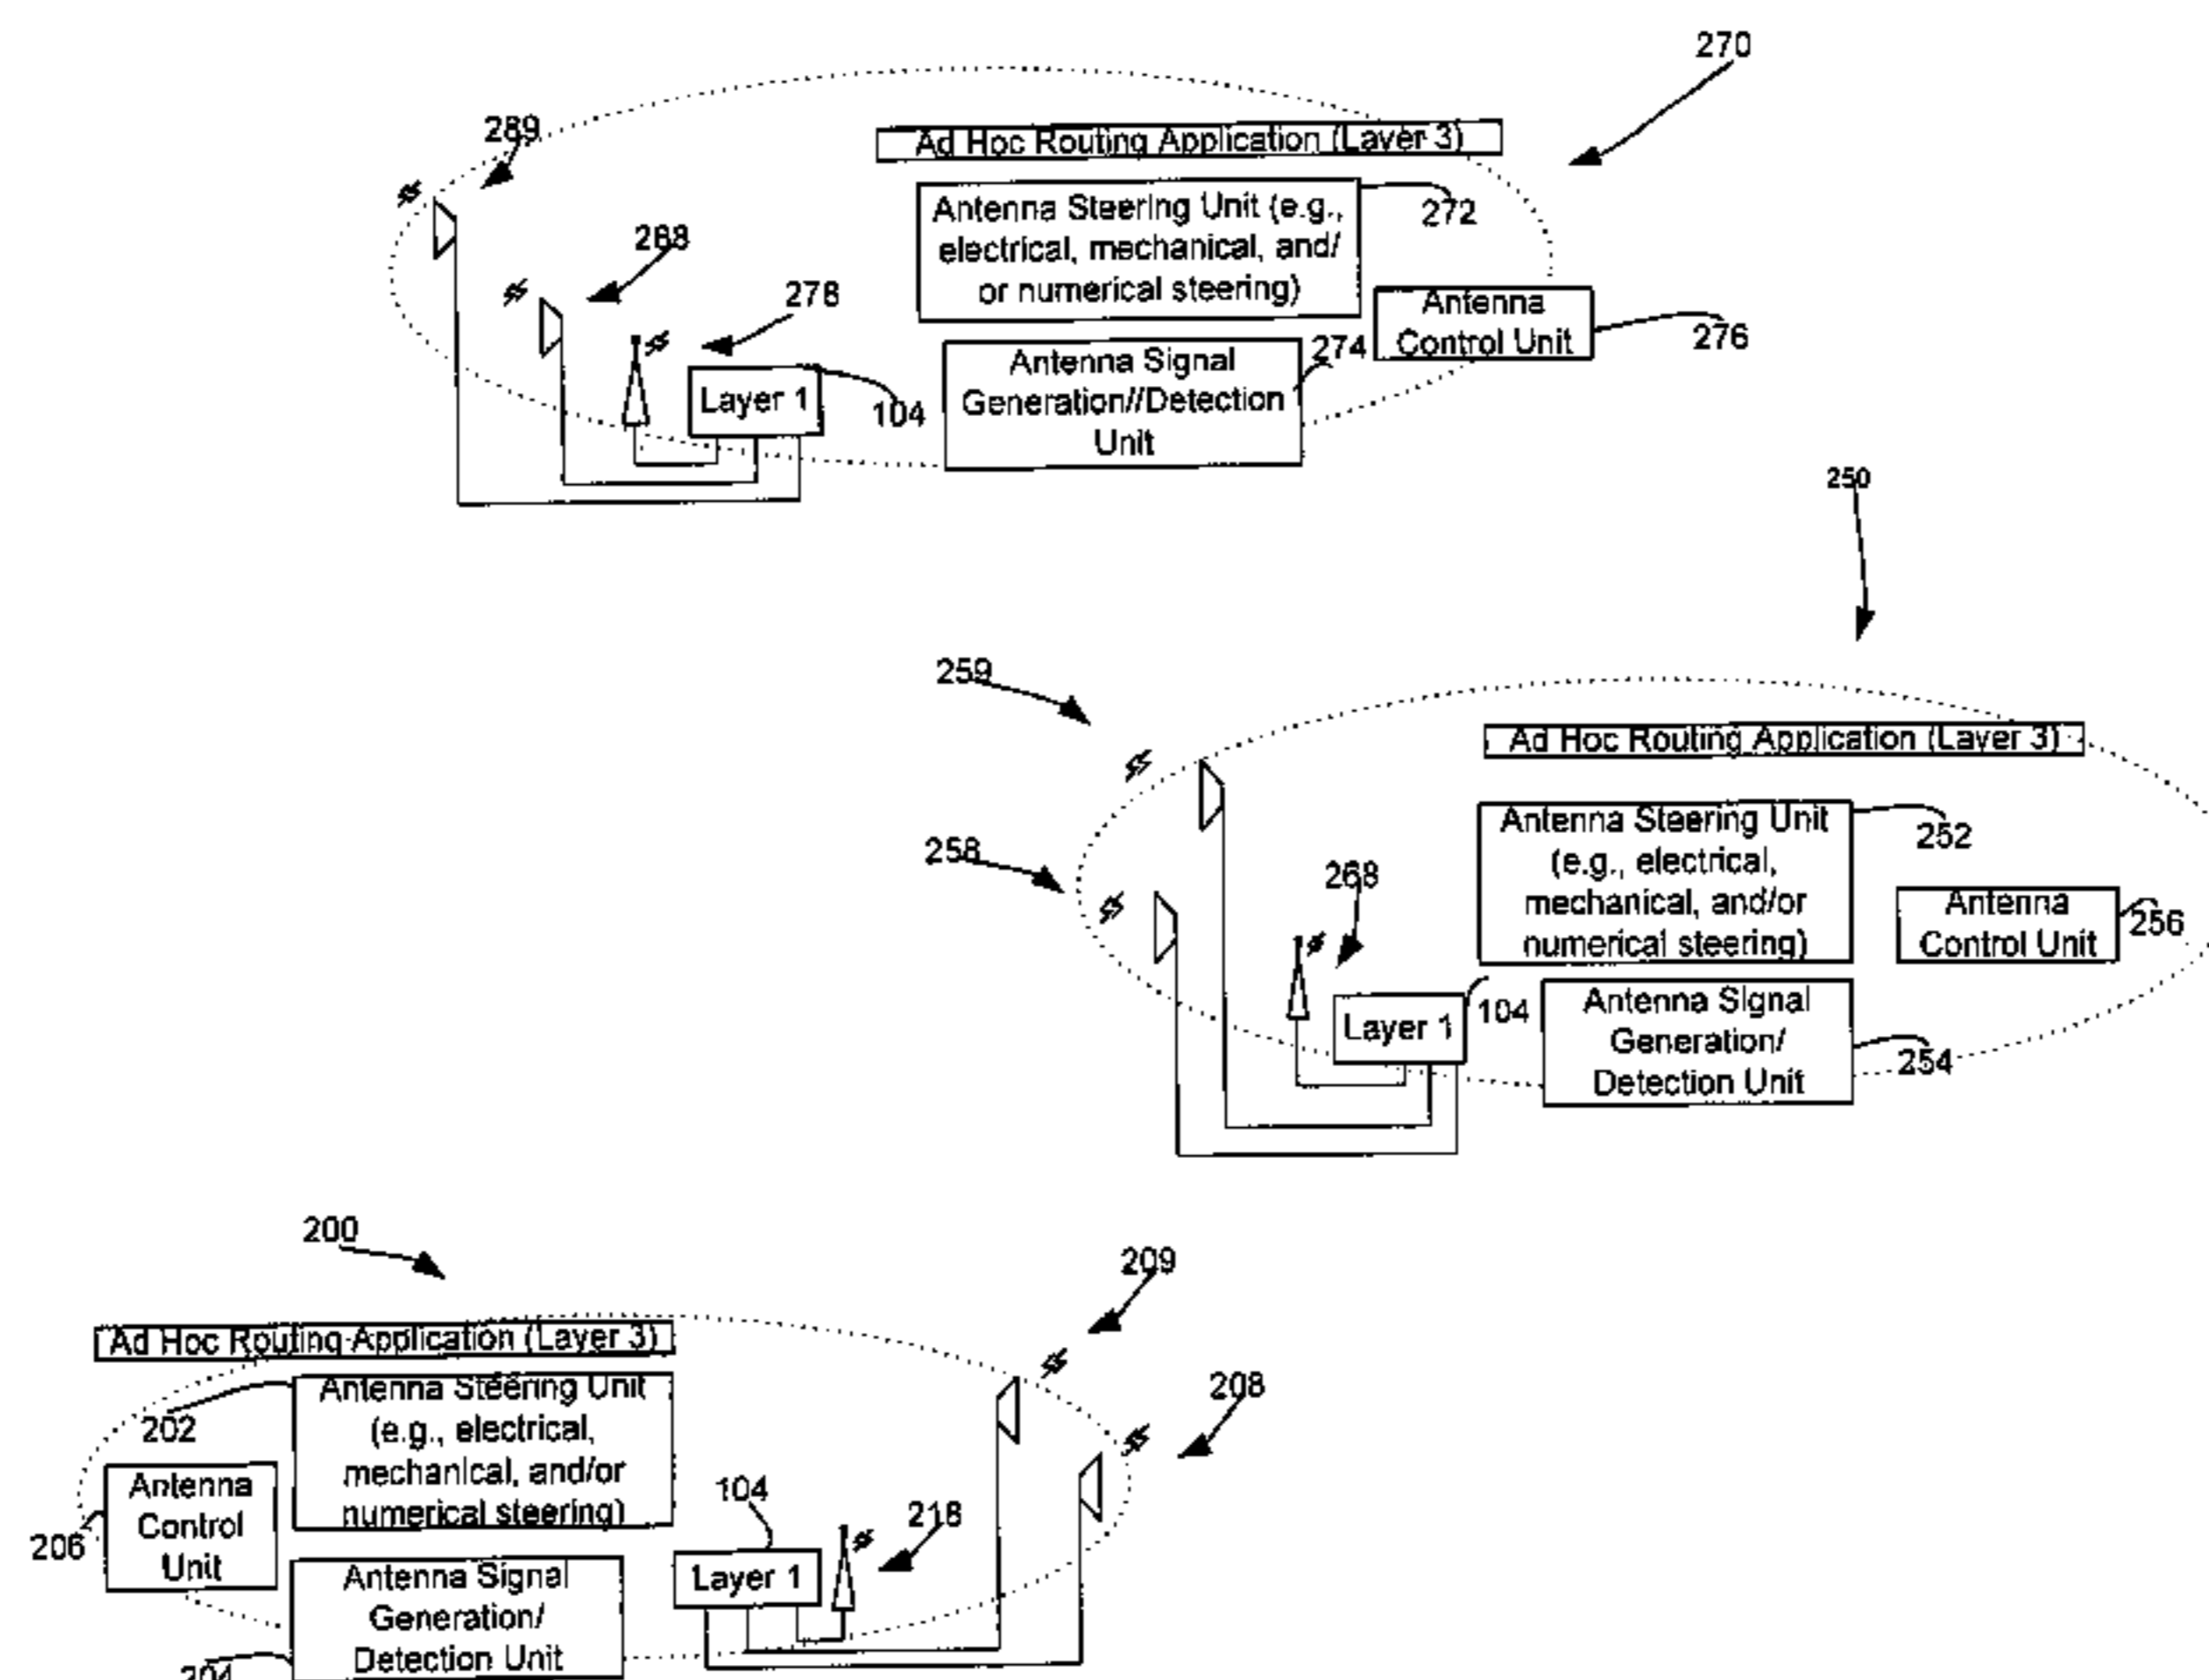 270
289
Ad Hoc Routing Application (Layer 3)
Antenna Steering Unit (e.g.,
electrical, mechanical, and/
or numerical steering)
272
288
278
Antenna
Control Unit
276
Antenna Signal
Generation//Detection
Unit
274
Layer 1
104
250
259
Ad Hoc Routing Application (Layer 3)
Antenna Steering Unit
(e.g., electrical,
mechanical, and/or
numerical steering)
252
258
268
Antenna
Control Unit
256
Layer 1
104
Antenna Signal
Generation/
Detection Unit
254
200
209
Ad Hoc Routing Application (Layer 3)
Antenna Steering Unit
(e.g., electrical,
mechanical, and/or
numerical steering)
202
208
Antenna
Control
Unit
206
104
218
Layer 1
Antenna Signal
Generation/
Detection Unit
204